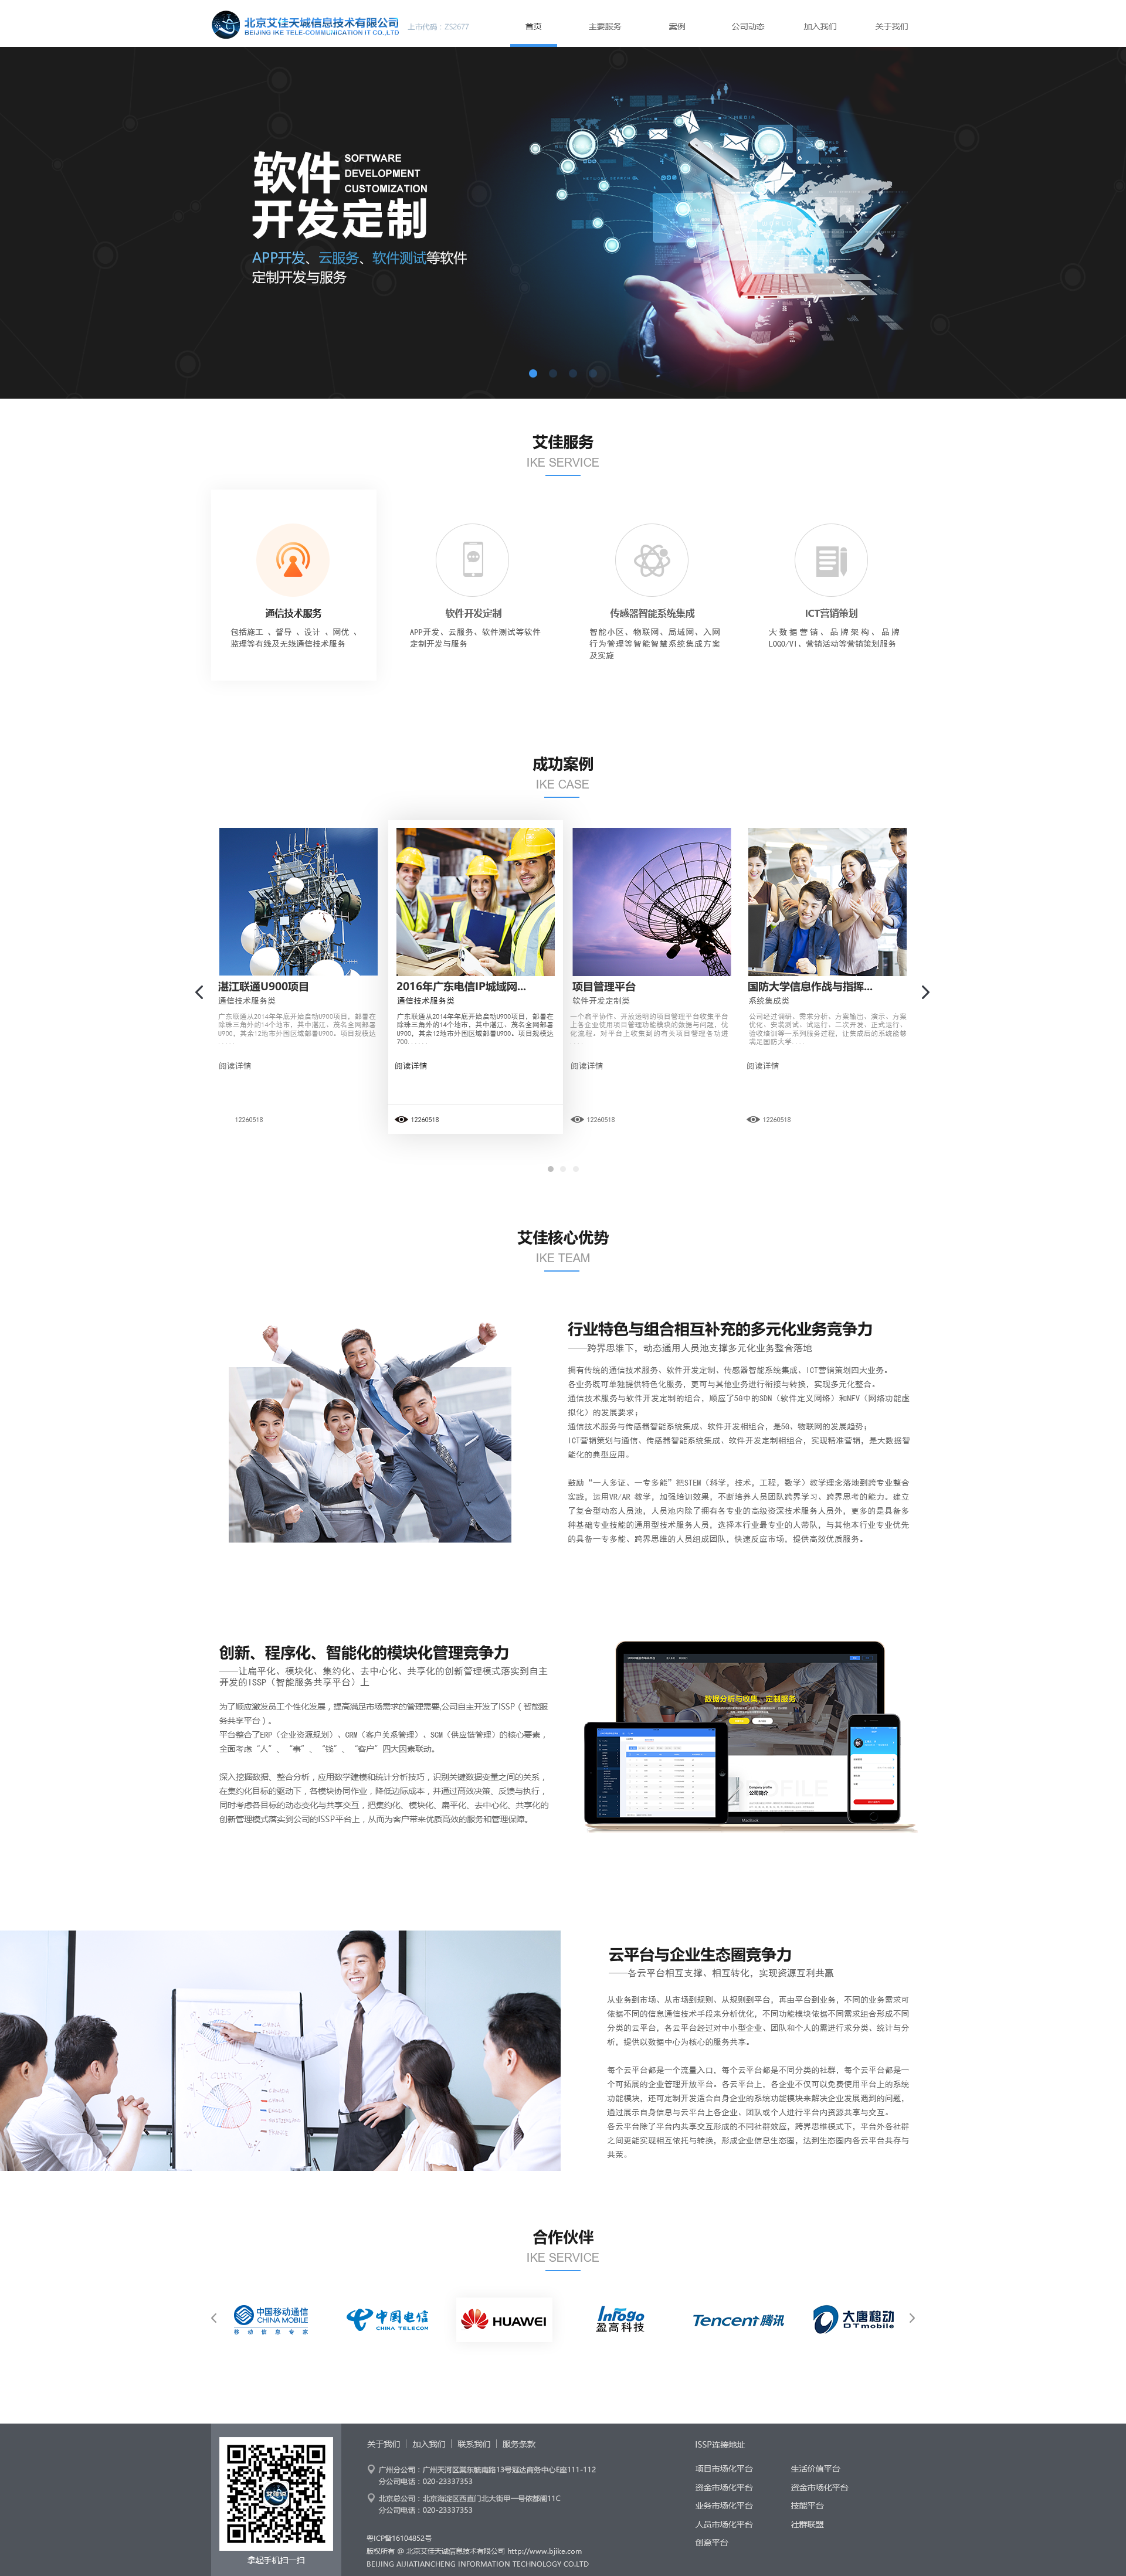 北京艾佳天诚信息技术有限公司
BEIJING IKE TELE-COMMUNICATION IT CO.,LTD
上市代码：ZS2677
首页
主要服务
案例
公司动态
加入我们
关于我们
软件
SOFTWARE
DEVELOPMENT
CUSTOMIZATION
开发定制
APP开发、云服务、软件测试等软件
定制开发与服务
艾佳服务
IKE SERVICE
通信技术服务
包括施工 、督导 、设计 、网优 、
监理等有线及无线通信技术服务
软件开发定制
APP开发、云服务、软件测试等软件
定制开发与服务
传感器智能系统集成
智能小区、物联网、局域网、入网
行为管理等智能智慧系统集成方案
及实施
ICT营销策划
大数据营销、品牌架构、品牌
LOGO/VI、营销活动等营销策划服务
成功案例
IKE CASE
湛江联通U900项目
通信技术服务类
广东联通从2014年年底开始启动U900项目，部署在
除珠三角外的14个地市，其中湛江、茂名全网部署
U900，其余12地市外围区域部署U900。项目规模达
......
阅读详情
12260518
2016年广东电信IP城域网...
通信技术服务类
广东联通从2014年年底开始启动U900项目，部署在
除珠三角外的14个地市，其中湛江、茂名全网部署
U900，其余12地市外围区域部署U900。项目规模达
700......
阅读详情
12260518
项目管理平台
软件开发定制类
一个扁平协作、开放透明的项目管理平台收集平台
上各企业使用项目管理功能模块的数据与问题，优
化流程。对平台上收集到的有关项目管理各功进
....
阅读详情
12260518
国防大学信息作战与指挥...
系统集成类
公司经过调研、需求分析、方案输出、演示、方案
优化、安装测试、试运行、二次开发、正式运行、
验收培训等一系列服务过程，让集成后的系统能够
满足国防大学....
阅读详情
12260518
艾佳核心优势
IKE TEAM
行业特色与组合相互补充的多元化业务竞争力
——跨界思维下，动态通用人员池支撑多元化业务整合落地
拥有传统的通信技术服务、软件开发定制、传感器智能系统集成、ICT营销策划四大业务。
各业务既可单独提供特色化服务，更可与其他业务进行衔接与转换，实现多元化整合。
通信技术服务与软件开发定制的组合，顺应了5G中的SDN（软件定义网络）和NFV（网络功能虚
拟化）的发展要求；
通信技术服务与传感器智能系统集成、软件开发相组合，是5G、物联网的发展趋势；
ICT营销策划与通信、传感器智能系统集成、软件开发定制相组合，实现精准营销，是大数据智
能化的典型应用。
鼓励“一人多证、一专多能”把STEM（科学，技术，工程，数学）教学理念落地到跨专业整合
实践，运用VR/AR 教学，加强培训效果，不断培养人员团队跨界学习、跨界思考的能力。建立
了复合型动态人员池，人员池内除了拥有各专业的高级资深技术服务人员外，更多的是具备多
种基础专业技能的通用型技术服务人员，选择本行业最专业的人带队，与其他本行业专业优先
的具备一专多能、跨界思维的人员组成团队，快速反应市场，提供高效优质服务。
创新、程序化、智能化的模块化管理竞争力
——让扁平化、模块化、集约化、去中心化、共享化的创新管理模式落实到自主
开发的ISSP（智能服务共享平台）上
为了顺应激发员工个性化发展，提高满足市场需求的管理需要,公司自主开发了ISSP（智能服
务共享平台）。
平台整合了ERP（企业资源规划）、CRM（客户关系管理）、SCM（供应链管理）的核心要素，
全面考虑“人”、“事”、“钱”、“客户”四大因素联动。
深入挖掘数据、整合分析，应用数学建模和统计分析技巧，识别关键数据变量之间的关系，
在集约化目标的驱动下，各模块协同作业，降低边际成本，并通过高效决策、反馈与执行，
同时考虑各目标的动态变化与共享交互，把集约化、模块化、扁平化、去中心化、共享化的
创新管理模式落实到公司的ISSP平台上，从而为客户带来优质高效的服务和管理保障。
数据分析与收集、定制服务
Company profile
公司简介
MacBook
云平台与企业生态圈竞争力
——各云平台相互支撑、相互转化，实现资源互利共赢
从业务到市场、从市场到规则、从规则到平台，再由平台到业务，不同的业务需求可
依据不同的信息通信技术手段来分析优化，不同功能模块依据不同需求组合形成不同
分类的云平台，各云平台经过对中小型企业、团队和个人的需进行求分类、统计与分
析，提供以数据中心为核心的服务共享。
每个云平台都是一个流量入口，每个云平台都是不同分类的社群，每个云平台都是一
个可拓展的企业管理开放平台。各云平台上，各企业不仅可以免费使用平台上的系统
功能模块，还可定制开发适合自身企业的系统功能模块来解决企业发展遇到的问题，
通过展示自身信息与云平台上各企业、团队或个人进行平台内资源共享与交互。
各云平台除了平台内共享交互形成的不同社群效应，跨界思维模式下，平台外各社群
之间更能实现相互依托与转换，形成企业信息生态圈，达到生态圈内各云平台共存与
共荣。
SALES
CLIENTS
合作伙伴
IKE SERVICE
中国移动通信
CHINA MOBILE
移动信息专家
中国电信
CHINA TELECOM
HUAWEI
Infogo
盈高科技
Tencent 腾讯
大唐移动
DTmobile
拿起手机扫一扫
关于我们
加入我们
联系我们
服务条款
广州分公司：广州天河区棠东毓南路13号冠达商务中心E座111-112
分公司电话：020-23337353
北京总公司：北京海淀区西直门北大街甲一号依都阁11C
分公司电话：020-23337353
粤ICP备16104852号
版权所有 @ 北京艾佳天诚信息技术有限公司 http://www.bjike.com
BEIJING AIJIATIANCHENG INFORMATION TECHNOLOGY CO.LTD
ISSP连接地址
项目市场化平台
生活价值平台
资金市场化平台
资金市场化平台
业务市场化平台
技能平台
人员市场化平台
社群联盟
创意平台